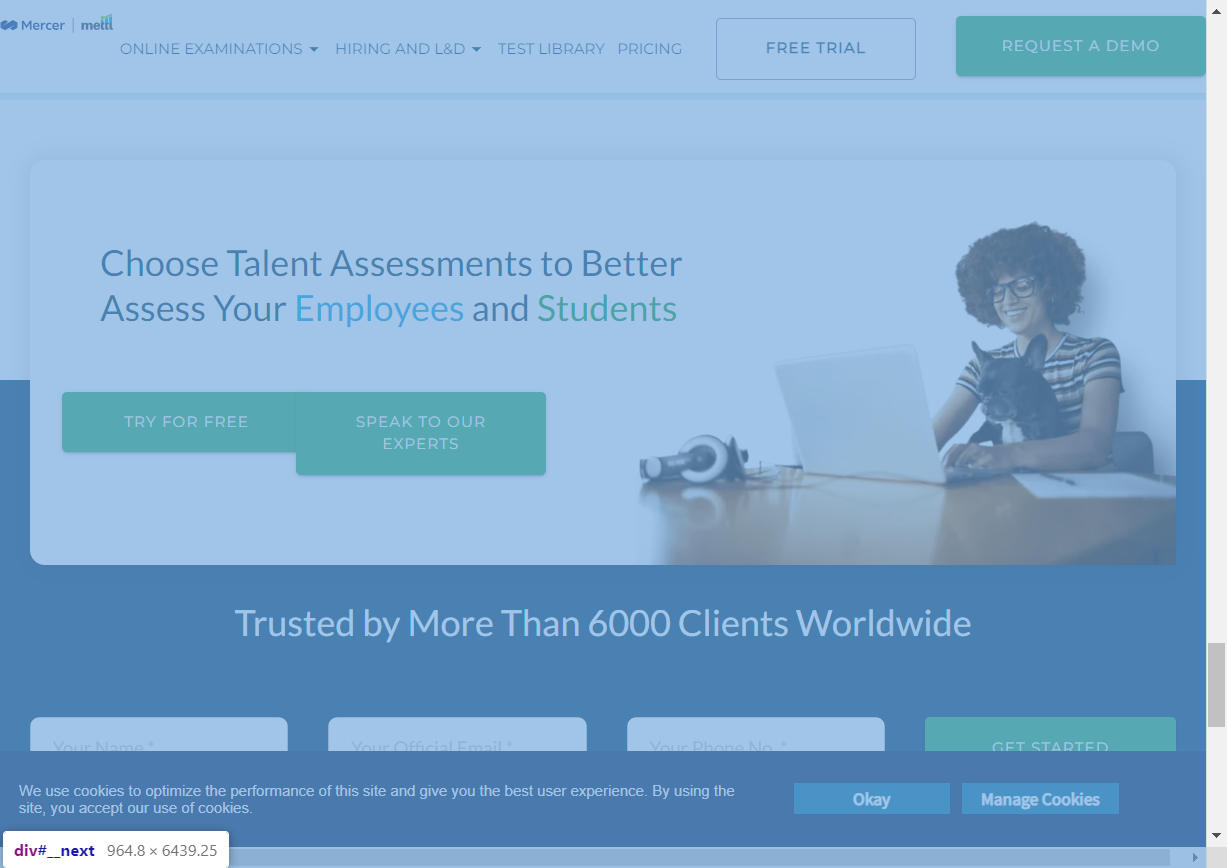 Mercer | mettl
ONLINE EXAMINATIONS
HIRING AND L&D
TEST LIBRARY
PRICING
FREE TRIAL
REQUEST A DEMO
Choose Talent Assessments to Better
Assess Your Employees and Students
TRY FOR FREE
SPEAK TO OUR
EXPERTS
Trusted by More Than 6000 Clients Worldwide
Your Name *
Your Official Email *
Your Phone No. *
GET STARTED
We use cookies to optimize the performance of this site and give you the best user experience. By using the
site, you accept our use of cookies.
Okay
Manage Cookies
div#__next 964.8 × 6439.25